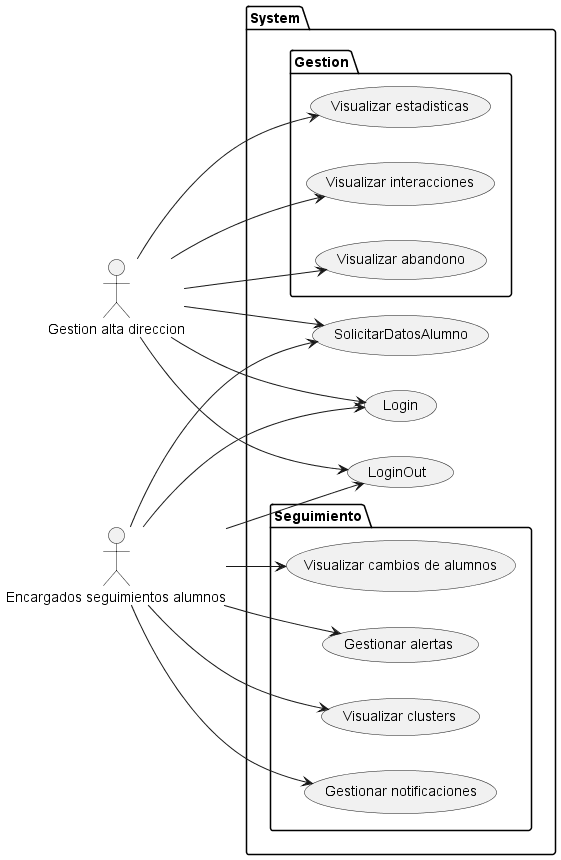 System
Gestion
Visualizar estadisticas
Visualizar interacciones
Visualizar abandono
Gestion alta direccion
SolicitarDatosAlumno
Login
LoginOut
Seguimiento
Visualizar cambios de alumnos
Encargados seguimientos alumnos
Gestionar alertas
Visualizar clusters
Gestionar notificaciones